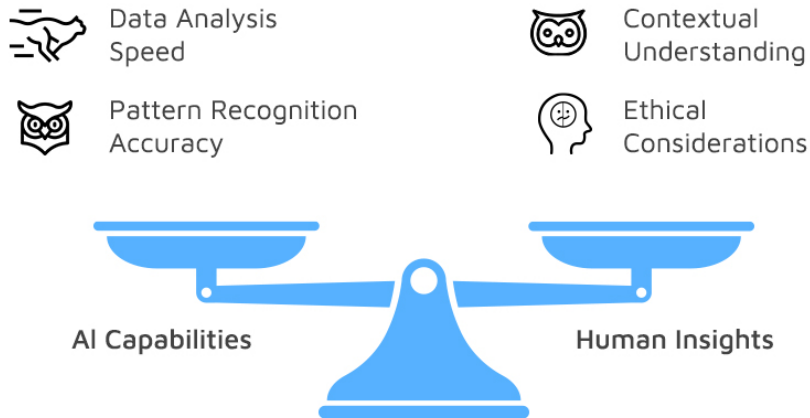 Data Analysis
Speed
Contextual
Understanding
Pattern Recognition
Accuracy
Ethical
Considerations
AI Capabilities
Human Insights